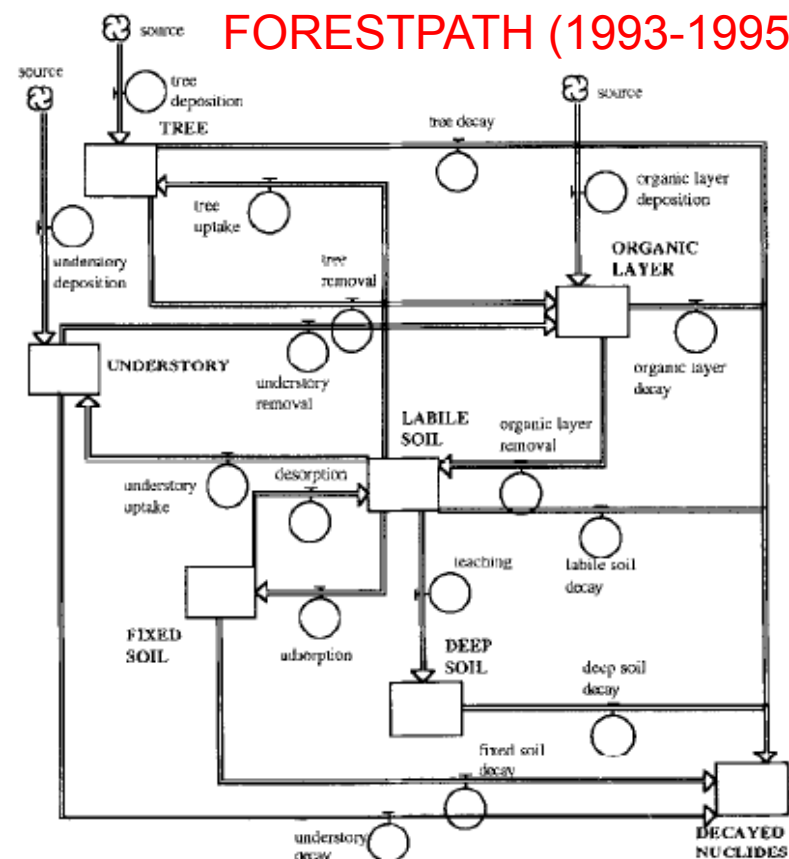 FORESTPATH (1993-1995
source
source
source
tree
deposition
TREE
tree decay
tree
uptake
organic layer
deposition
understory
deposition
tree
removal
ORGANIC
LAYER
UNDERSTORY
understory
removal
organic layer
decay
LABILE
SOIL
organic layer
removal
understory
uptake
desorption
leaching
labile soil
decay
FIXED
SOIL
adsorption
DEEP
SOIL
deep soil
decay
fixed soil
decay
understory
decay
DECAYED
NUCLIDES